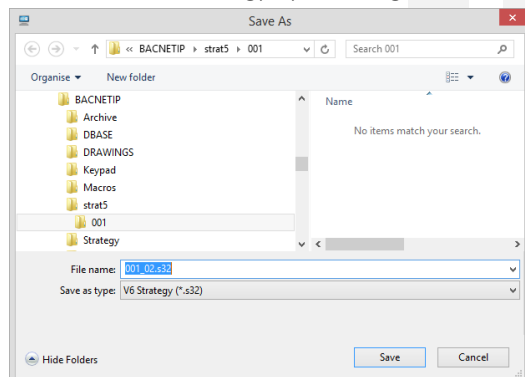 Save As
« BACNETIP ▸ strat5 ▸ 001
Search 001
Organise
New folder
BACNETIP
Archive
DBASE
DRAWINGS
Keypad
Macros
strat5
001
Strategy
Name
No items match your search.
File name: 001_02.s32
Save as type: V6 Strategy (*.s32)
Hide Folders
Save
Cancel